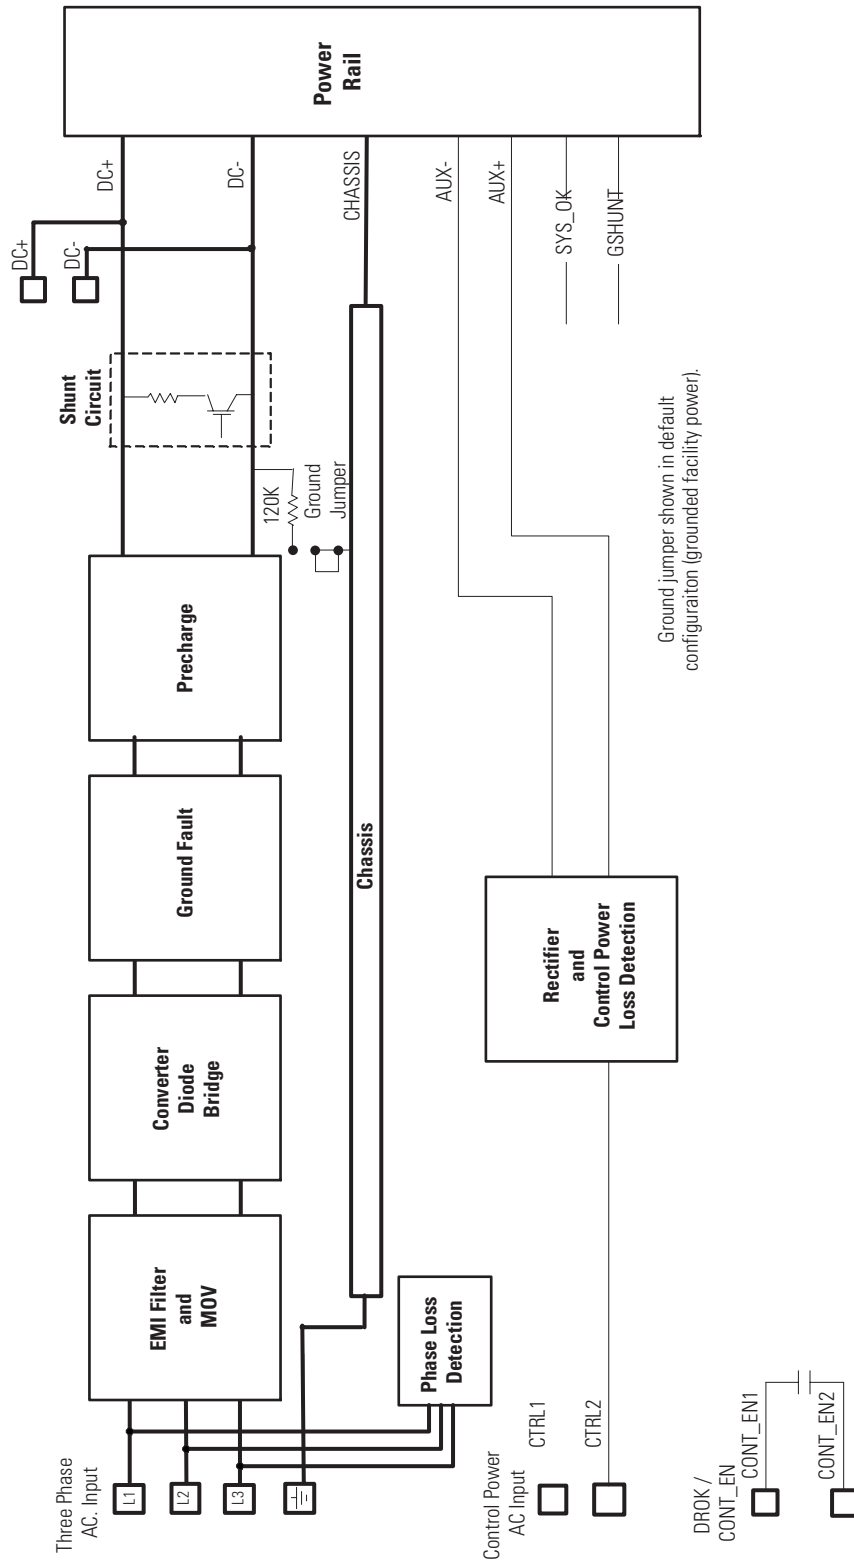 Three Phase
AC. Input
L1
L2
L3
EMI Filter
and
MOV
Converter
Diode
Bridge
Ground Fault
Precharge
Shunt
Circuit
DC+
DC-
DC+
DC-
Power
Rail
120K
Ground
Jumper
Chassis
CHASSIS
Phase Loss
Detection
AUX-
AUX+
SYS_OK
GSHUNT
Control Power
AC Input
CTRL1
CTRL2
Rectifier
and
Control Power
Loss Detection
Ground jumper shown in default
configuraiton (grounded facility power).
DROK /
CONT_EN
CONT_EN1
CONT_EN2